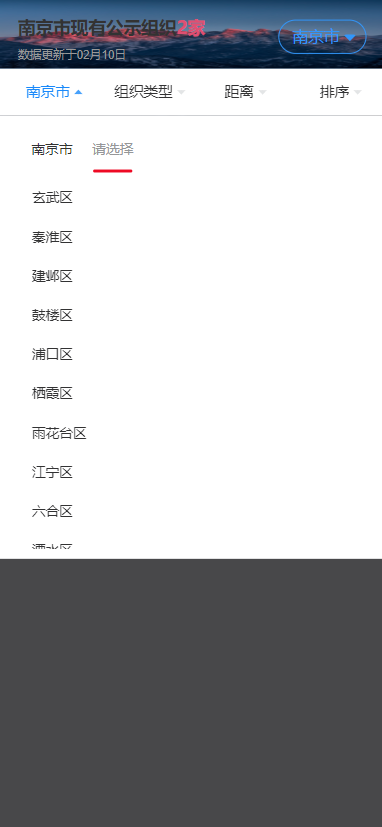 南京市现有公示组织2家
南京市
数据更新于02月10日
南京市 组织类型 距离 排序
南京市 请选择
玄武区
秦淮区
建邺区
鼓楼区
浦口区
栖霞区
雨花台区
江宁区
六合区
溧水区